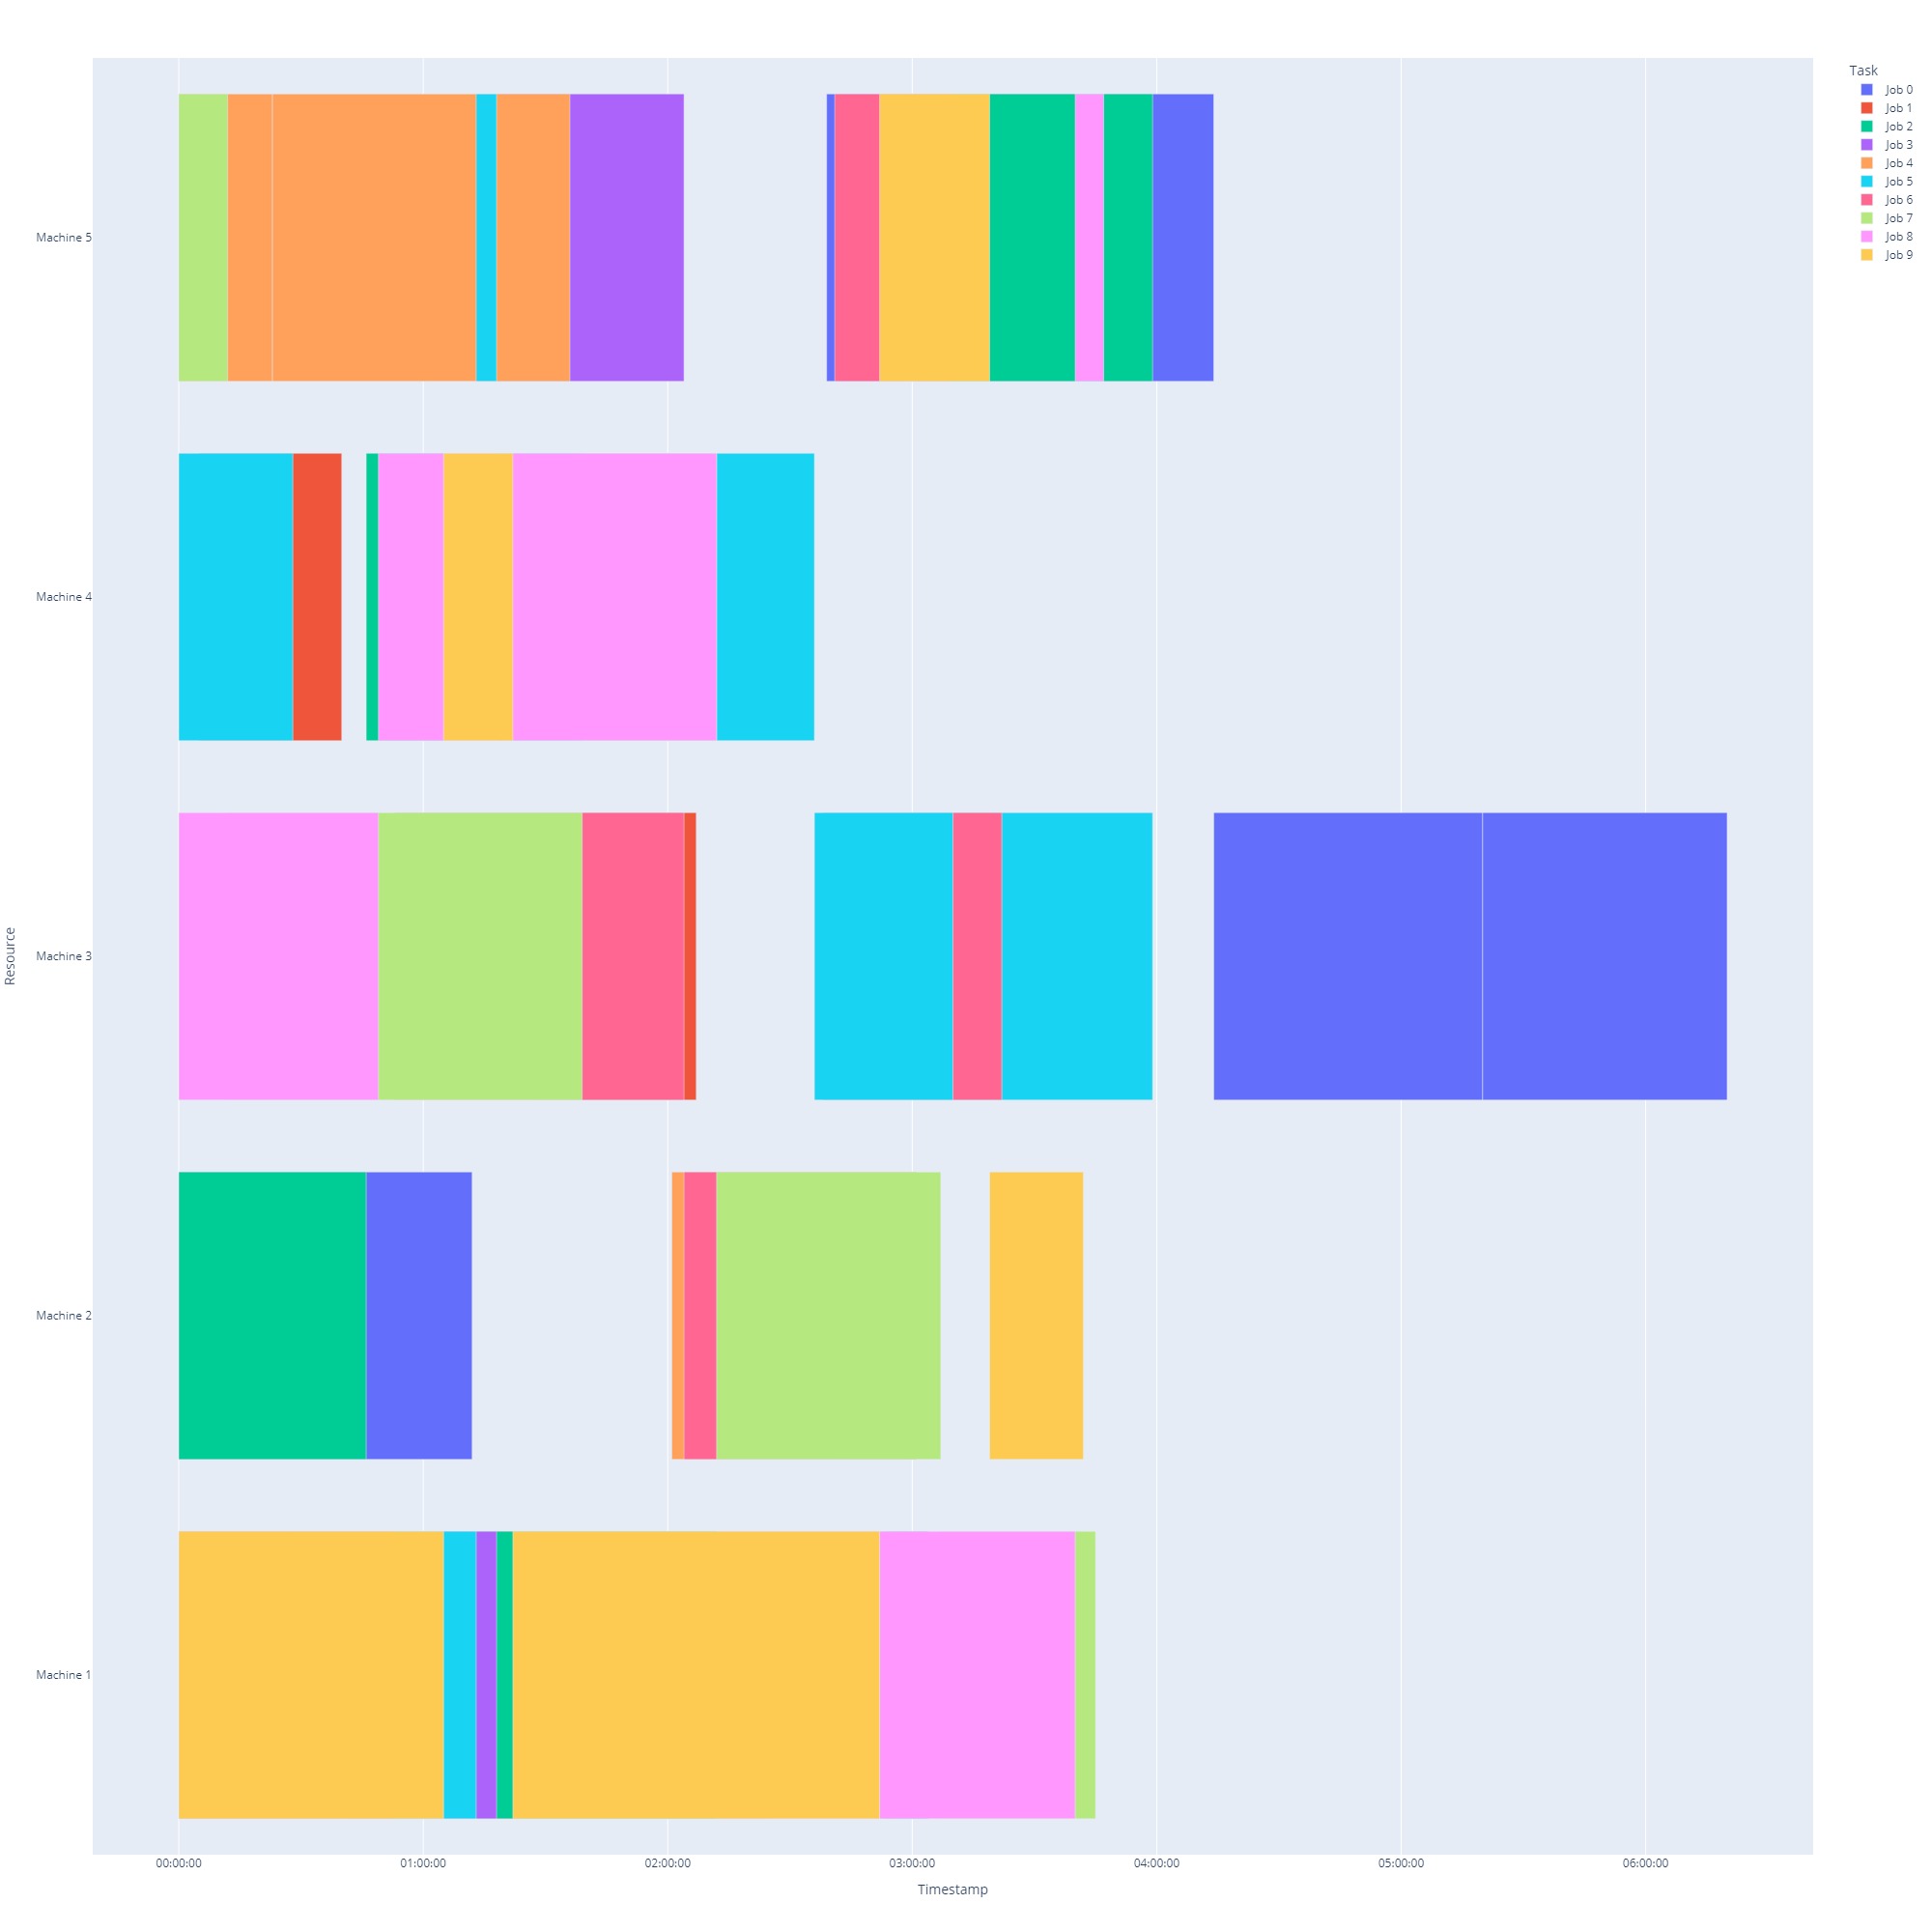 Task
Job 0
Job 1
Job 2
Job 3
Job 4
Job 5
Job 6
Job 7
Job 8
Job 9
Machine 5
Machine 4
Machine 3
Machine 2
Machine 1
Resource
00:00:00 01:00:00 02:00:00 03:00:00 04:00:00 05:00:00 06:00:00
Timestamp